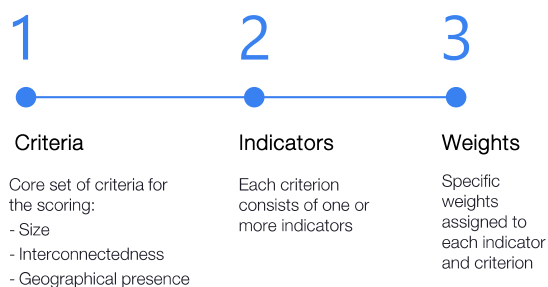 1
2
3
Criteria
Indicators
Weights
Core set of criteria for
the scoring:
- Size
- Interconnectedness
- Geographical presence
Each criterion
consists of one or
more indicators
Specific
weights
assigned to
each indicator
and criterion